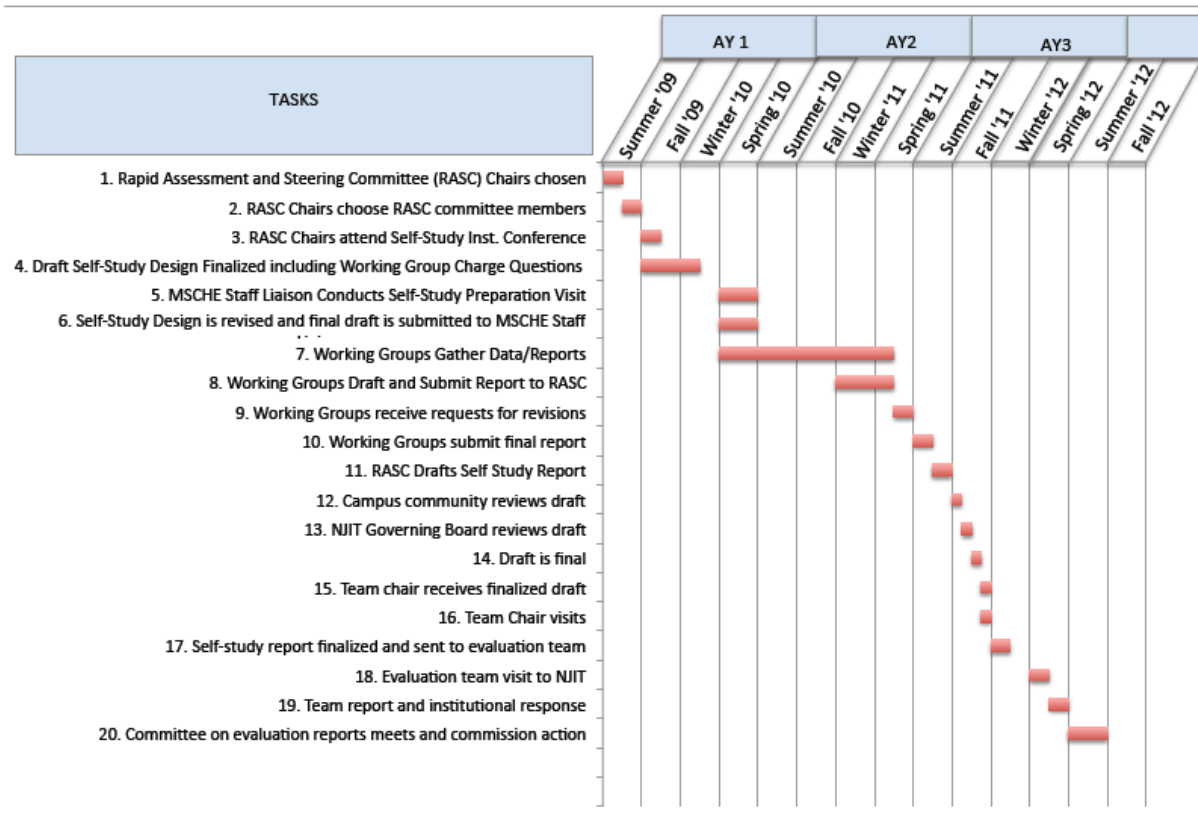 AY 1
AY2
AY3
TASKS
Summer '09
Fall '09
Winter '10
Spring '10
Summer '10
Fall '10
Winter '11
Spring '11
Summer '11
Fall '11
Winter '12
Spring '12
Summer '12
Fall '12
1. Rapid Assessment and Steering Committee (RASC) Chairs chosen
2. RASC Chairs choose RASC committee members
3. RASC Chairs attend Self-Study Inst. Conference
4. Draft Self-Study Design Finalized including Working Group Charge Questions
5. MSCHE Staff Liaison Conducts Self-Study Preparation Visit
6. Self-Study Design is revised and final draft is submitted to MSCHE Staff
7. Working Groups Gather Data/Reports
8. Working Groups Draft and Submit Report to RASC
9. Working Groups receive requests for revisions
10. Working Groups submit final report
11. RASC Drafts Self Study Report
12. Campus community reviews draft
13. NJIT Governing Board reviews draft
14. Draft is final
15. Team chair receives finalized draft
16. Team Chair visits
17. Self-study report finalized and sent to evaluation team
18. Evaluation team visit to NJIT
19. Team report and institutional response
20. Committee on evaluation reports meets and commission action